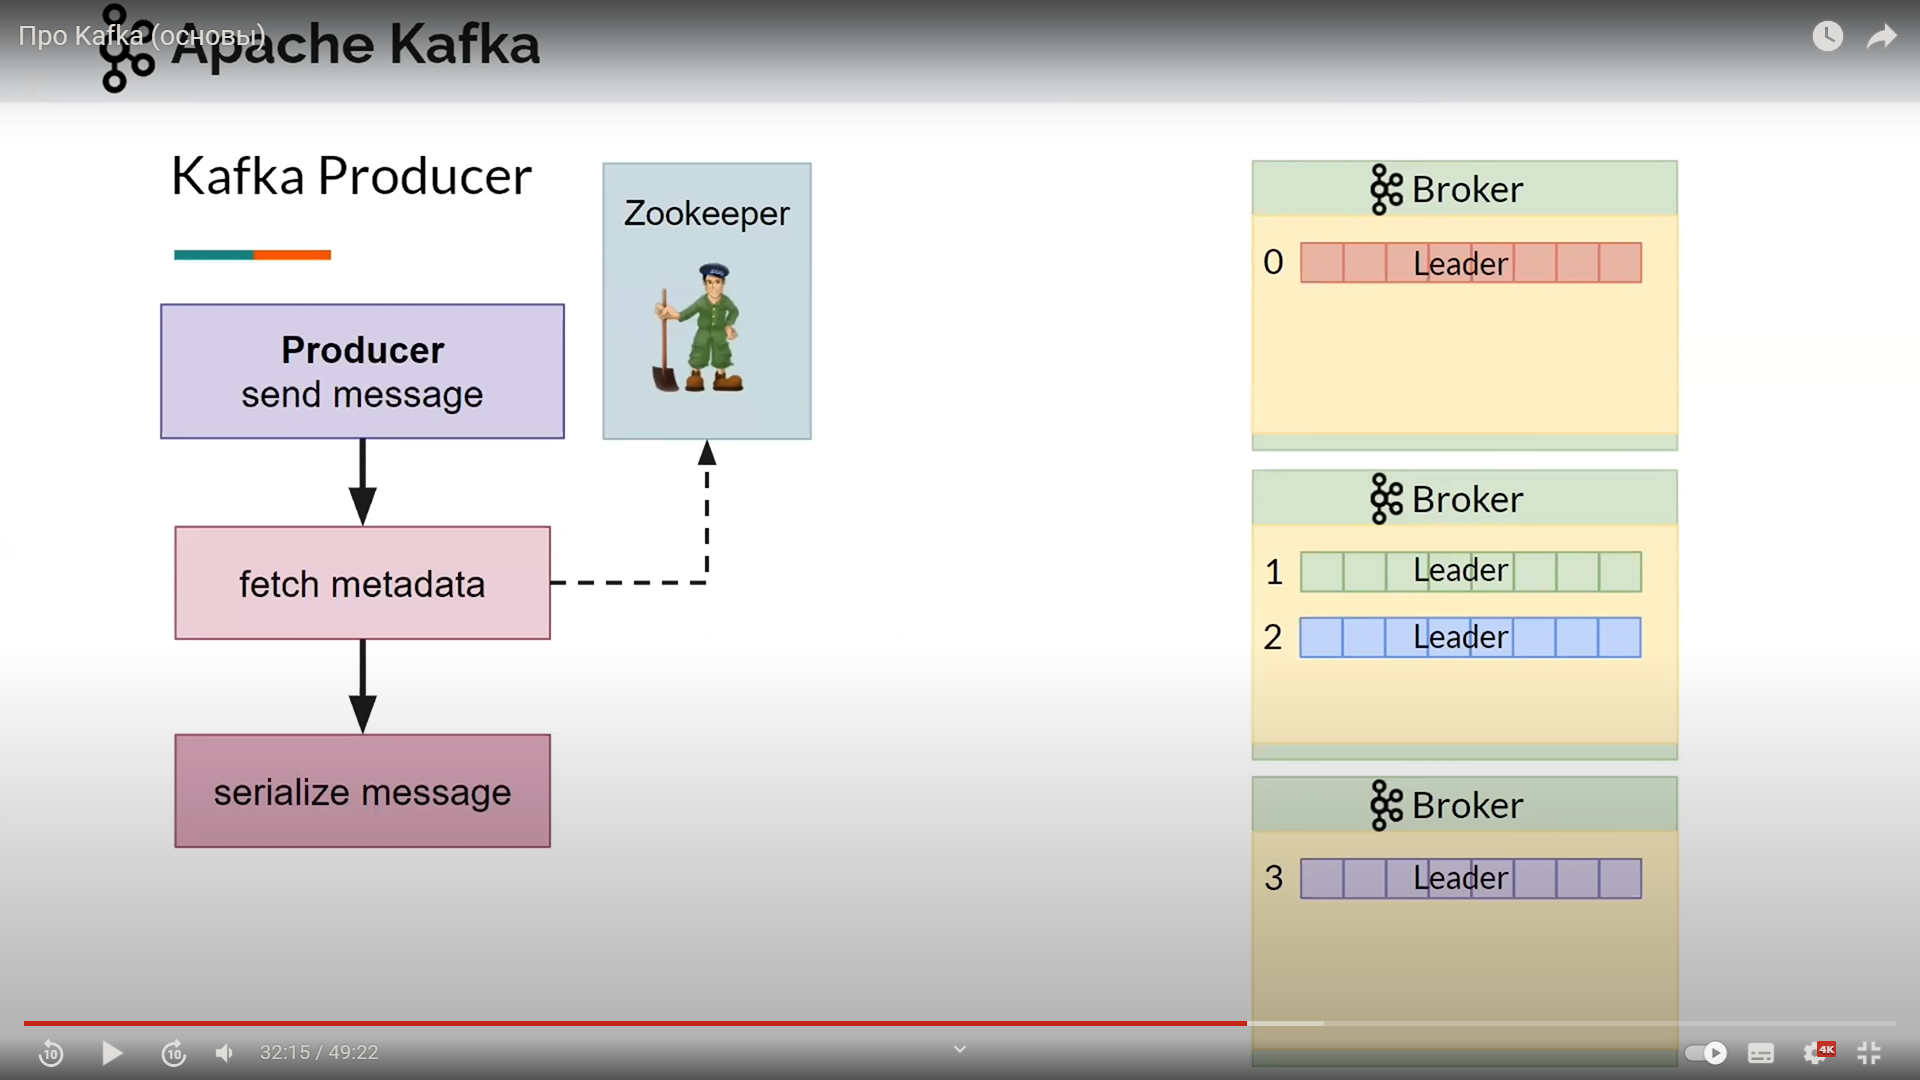 Про Kafka (основы)
Apache Kafka
Kafka Producer
Zookeeper
Producer
send message
fetch metadata
serialize message
Broker
0 Leader
Broker
1 Leader
2 Leader
Broker
3 Leader
10
10
32:15 / 49:22
4K